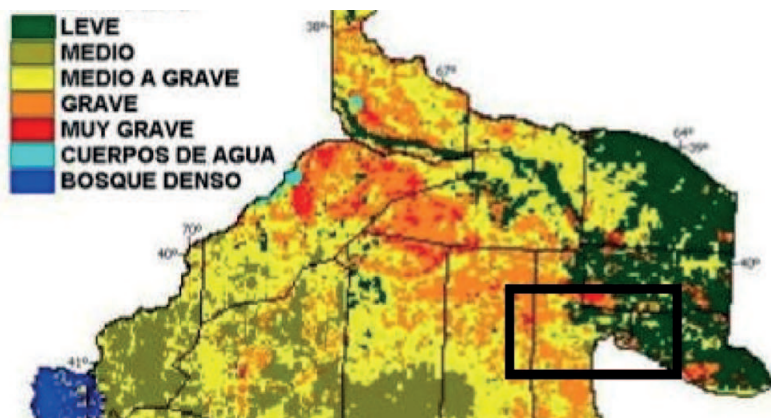 LEVE
MEDIO
MEDIO A GRAVE
GRAVE
MUY GRAVE
CUERPOS DE AGUA
BOSQUE DENSO
38º
67º
64º
39º
70º
40º
40º
41º